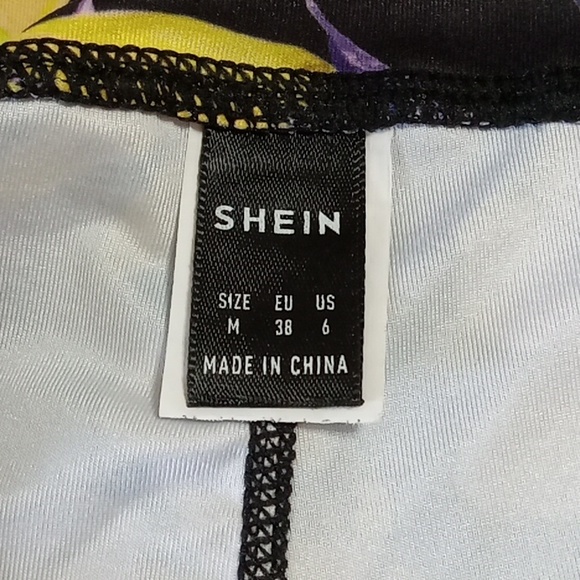 SHEIN
SIZE EU US
M 38 6
MADE IN CHINA